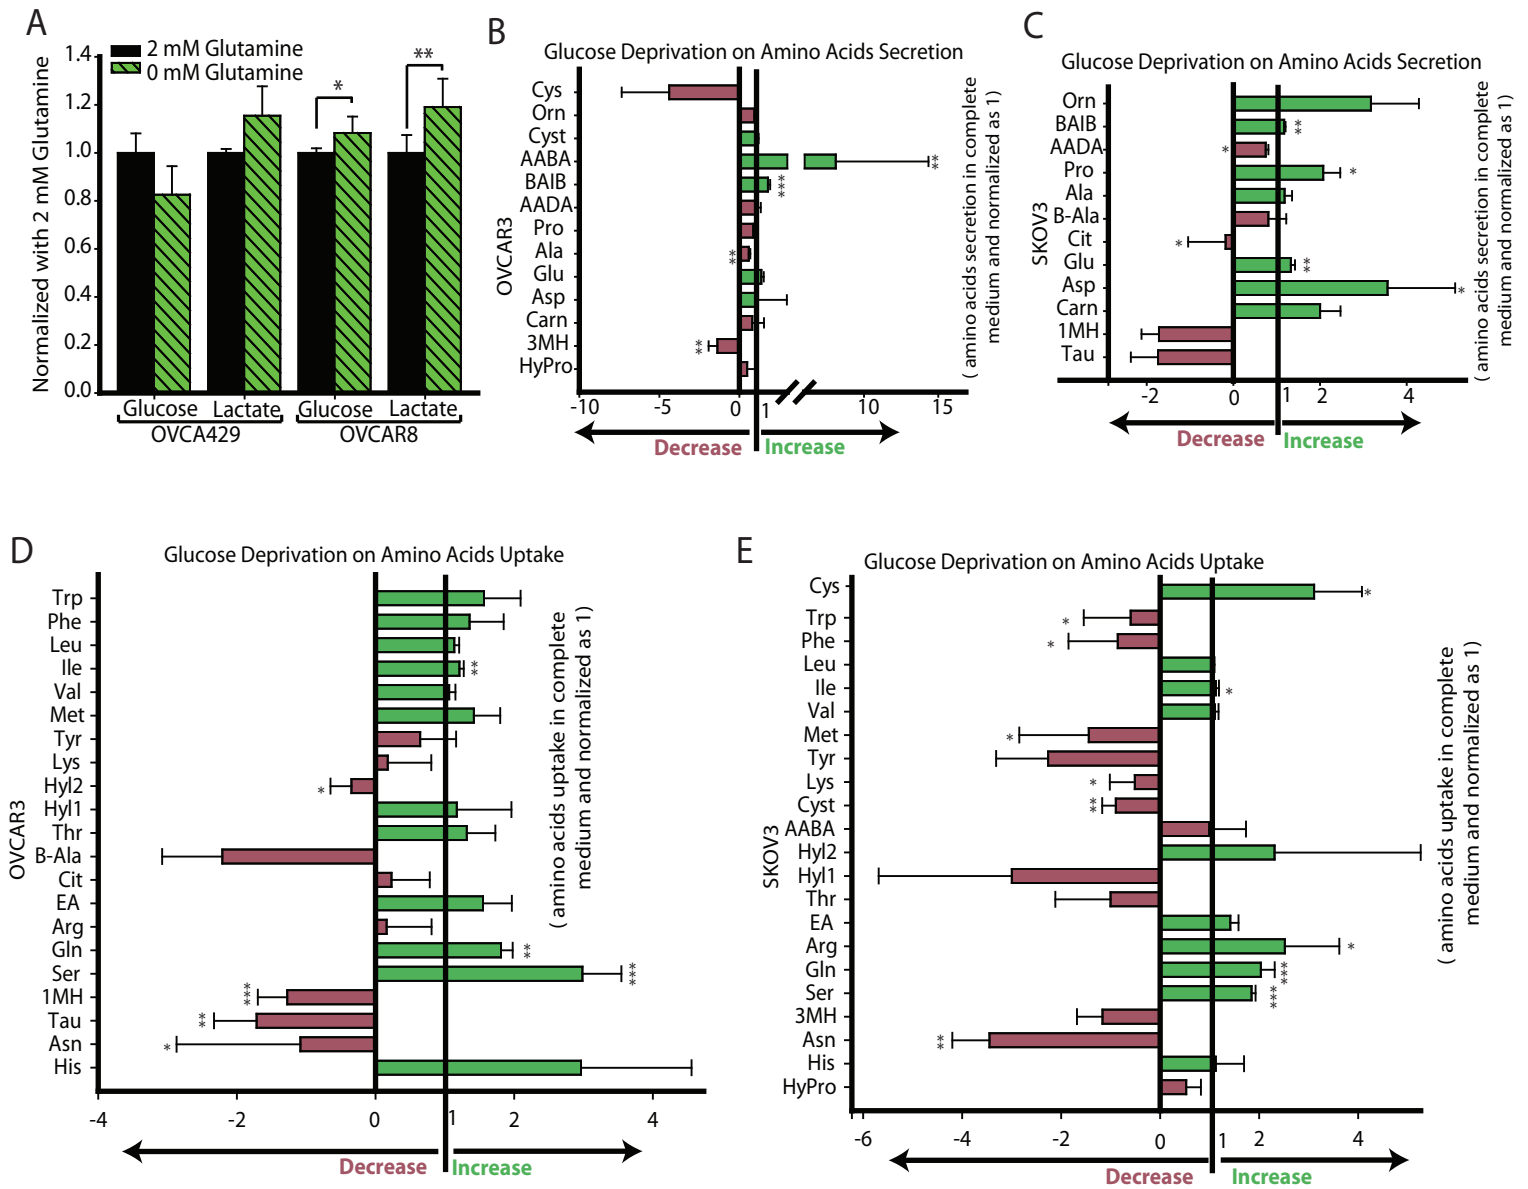 A
Normalized with 2 mM Glutamine
1.4
1.2
1.0
0.8
0.6
0.4
0.2
0.0
2 mM Glutamine
0 mM Glutamine
*
**
Glucose Lactate Glucose Lactate
OVCA429 OVCAR8
B
Glucose Deprivation on Amino Acids Secretion
OVCAR3
Cys
Orn
Cyst
AABA **
BAIB ***
AADA
Pro
Ala **
Glu
Asp
Carn
3MH **
HyPro
-10 -5 0 1 10 15
Decrease Increase
( amino acids secretion in complete
medium and normalized as 1)
C
Glucose Deprivation on Amino Acids Secretion
SKOV3
Orn
BAIB **
AADA *
Pro *
Ala
B-Ala
Cit *
Glu **
Asp *
Carn
1MH
Tau
-2 0 1 2 4
Decrease Increase
( amino acids secretion in complete
medium and normalized as 1)
D
Glucose Deprivation on Amino Acids Uptake
OVCAR3
Trp
Phe
Leu
Ile **
Val
Met
Tyr
Lys
Hyl2 *
Hyl1
Thr
B-Ala
Cit
EA
Arg
Gln **
Ser ***
1MH ***
Tau **
Asn *
His
-4 -2 0 1 2 4
Decrease Increase
( amino acids uptake in complete
medium and normalized as 1)
E
Glucose Deprivation on Amino Acids Uptake
SKOV3
Cys *
Trp *
Phe *
Leu
Ile *
Val
Met *
Tyr
Lys *
Cyst **
AABA
Hyl2
Hyl1
Thr
EA
Arg *
Gln ***
Ser ***
3MH
Asn **
His
HyPro
-6 -4 -2 0 1 2 4
Decrease Increase
( amino acids uptake in complete
medium and normalized as 1)